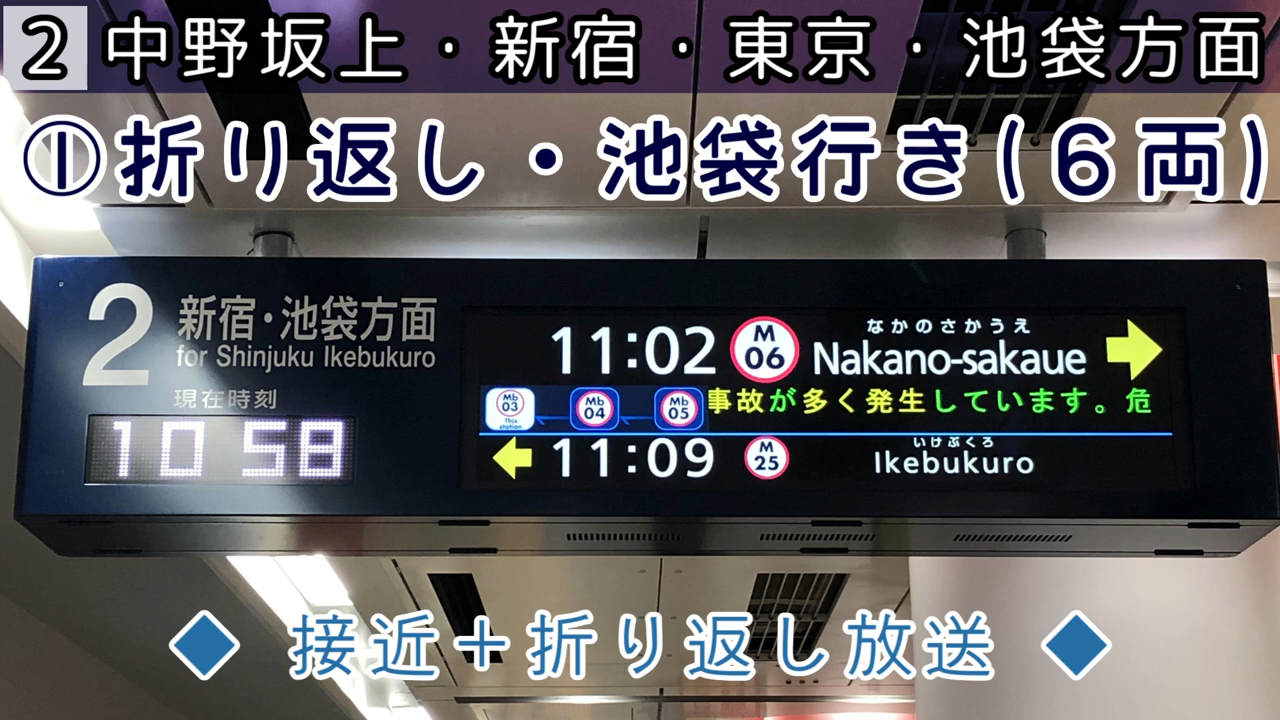 2 中野坂上・新宿・東京・池袋方面
①折り返し・池袋行き(6両)
2 新宿・池袋方面
for Shinjuku Ikebukuro
現在時刻
10 58
なかのさかうえ
11:02 M 06 Nakano-sakaue
Mb 03 This station Mb 04 Mb 05 事故が多く発生しています。危
いけぶくろ
11:09 M 25 Ikebukuro
◆ 接近＋折り返し放送 ◆